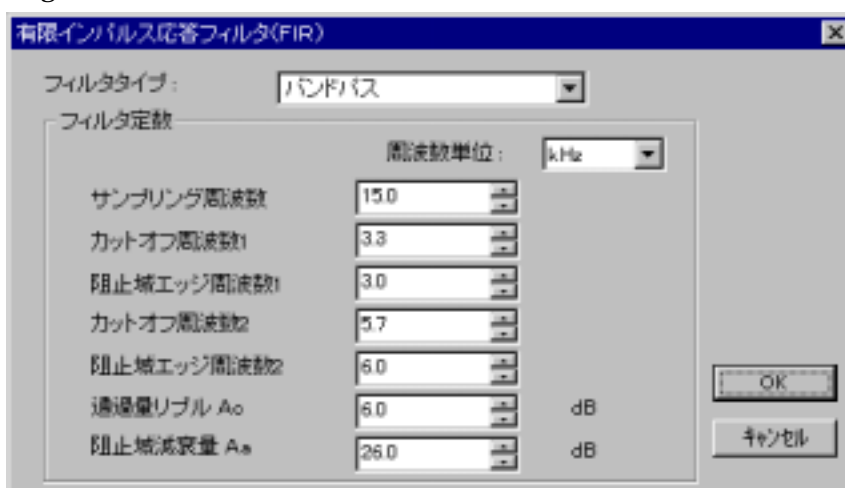 有限インパルス応答フィルタ(FIR)
フィルタタイプ: バンドパス
フィルタ定数
周波数単位: kHz
サンプリング周波数 15.0
カットオフ周波数1 3.3
阻止域エッジ周波数1 3.0
カットオフ周波数2 5.7
阻止域エッジ周波数2 6.0
通過量リプル Ao 6.0 dB
阻止域減衰量 Aa 26.0 dB
OK
キャンセル